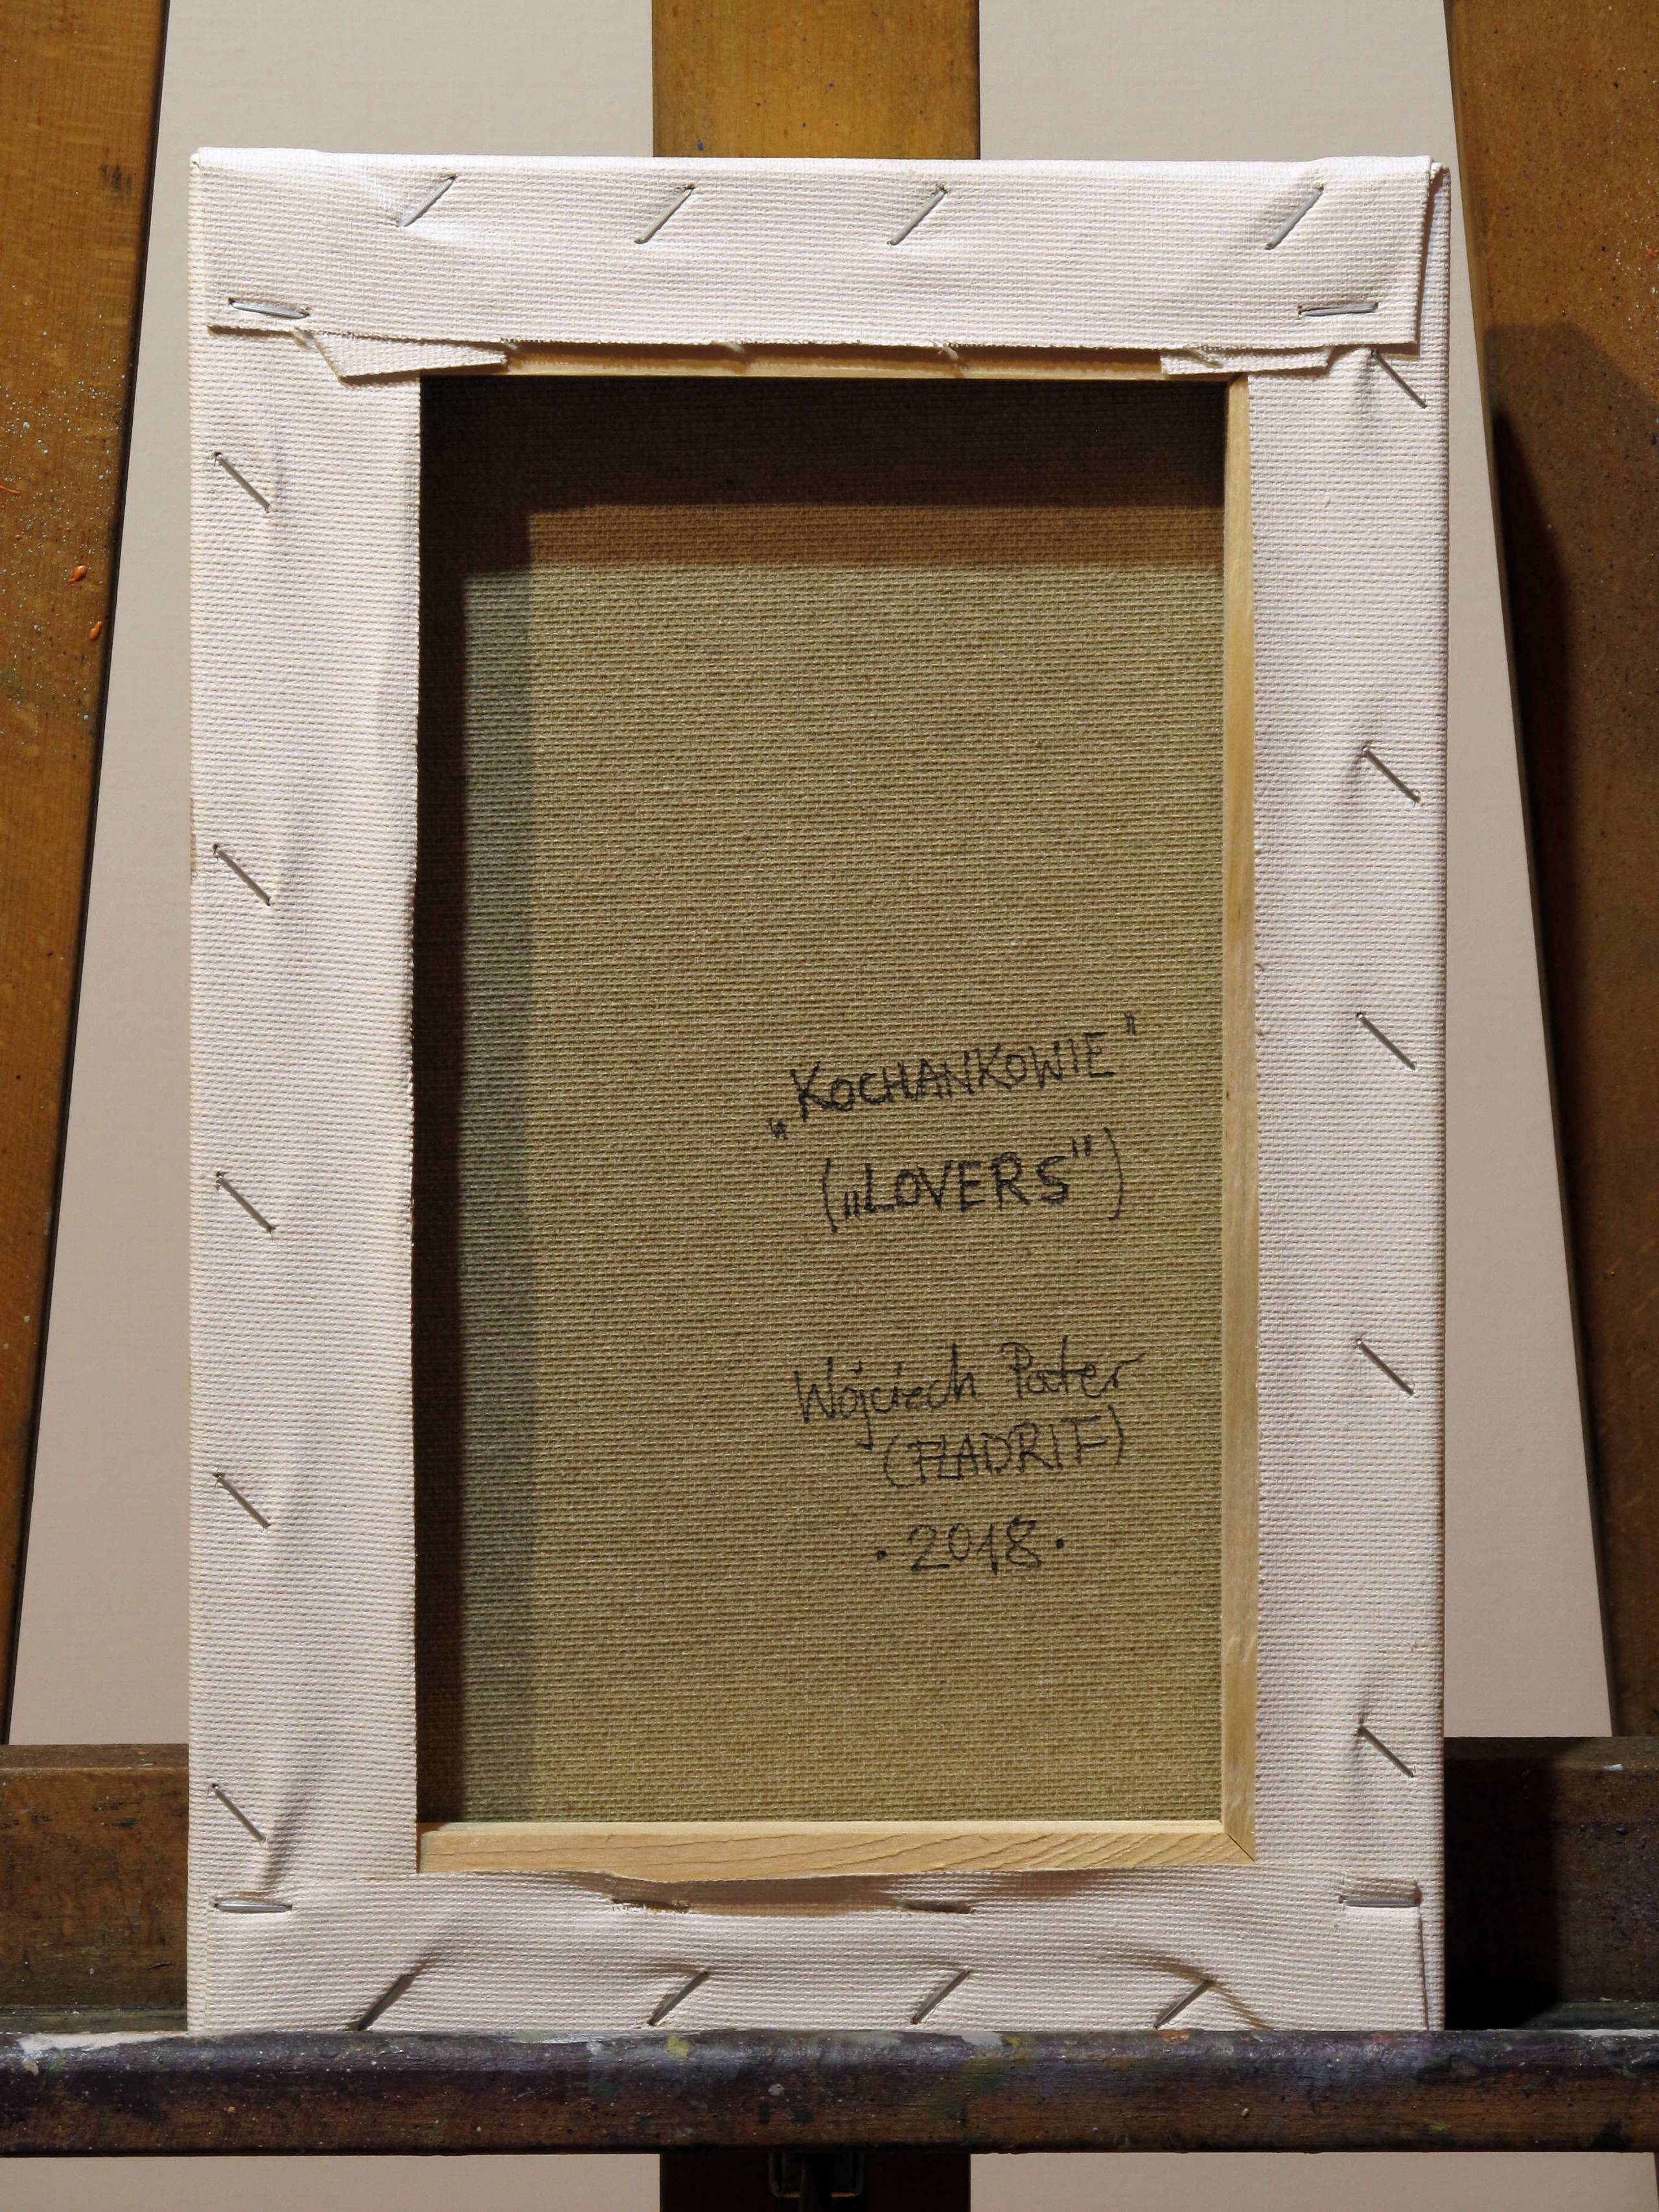 „KOCHANKOWIE"
(„LOVERS")
Wojciech Pater
(FLADRIF)
·2018·